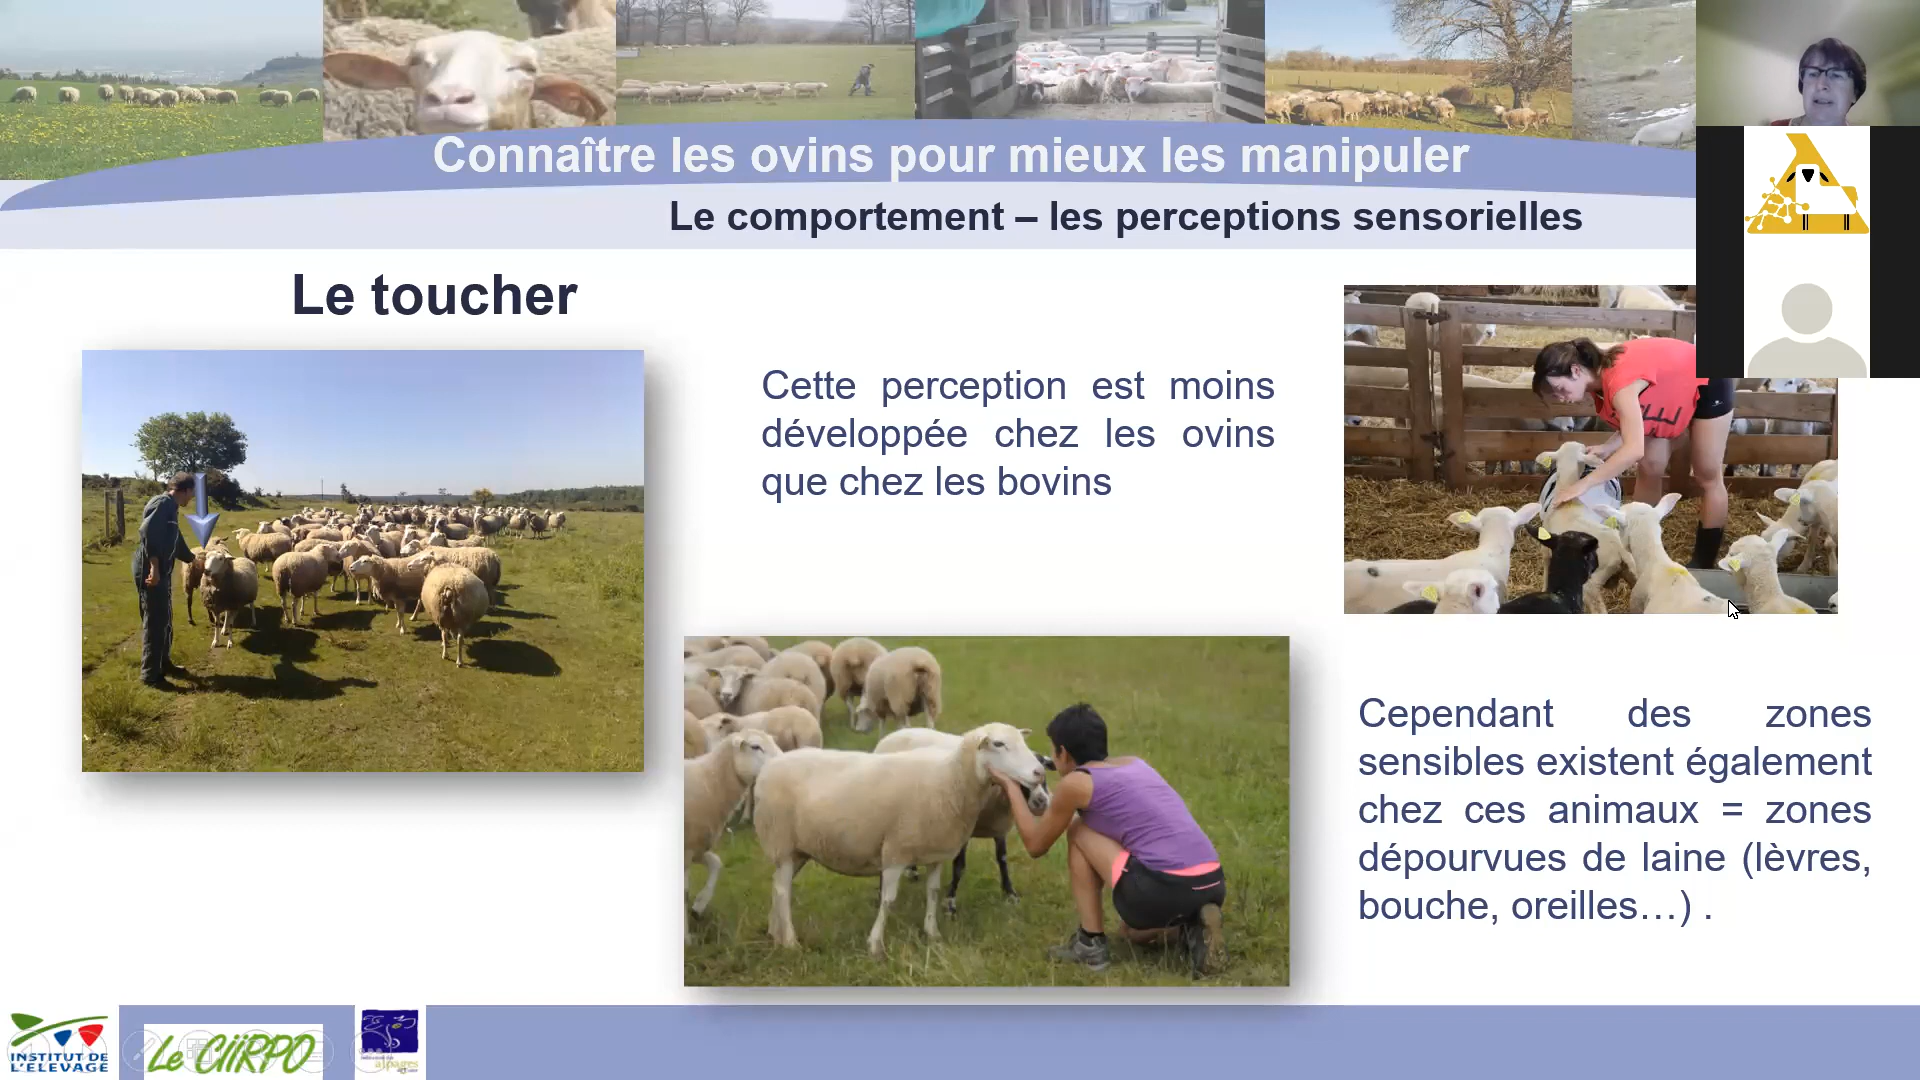 Connaître les ovins pour mieux les manipuler
Le comportement – les perceptions sensorielles
Le toucher
Cette perception est moins
développée chez les ovins
que chez les bovins
Cependant des zones
sensibles existent également
chez ces animaux = zones
dépourvues de laine (lèvres,
bouche, oreilles…) .
INSTITUT DE
L'ELEVAGE
Le CIIRPO
alpages